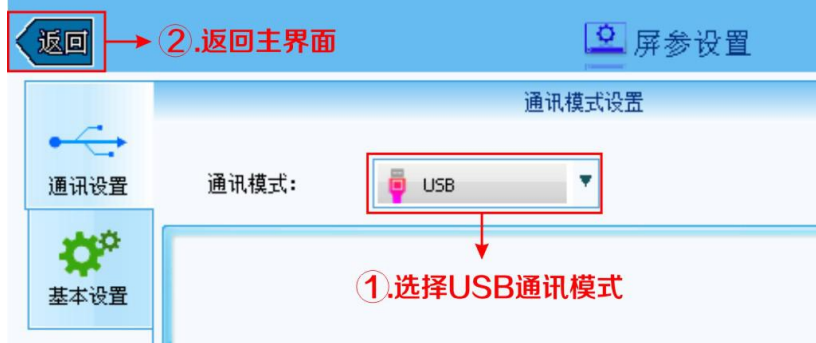 返回
②.返回主界面
屏参设置
通讯模式设置
通讯设置
通讯模式:
USB
基本设置
①.选择USB通讯模式